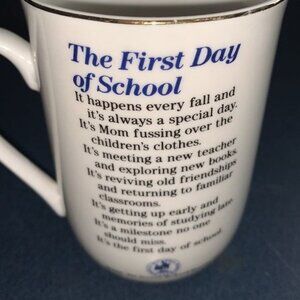 The First Day
of School
It happens every fall and
it's always a special day.
It's Mom fussing over the
children's clothes.
It's meeting a new teacher
and exploring new books.
It's reviving old friendships
and returning to familiar
classrooms.
It's getting up early and
memories of studying late.
It's a milestone no one
should miss.
It's the first day of school.